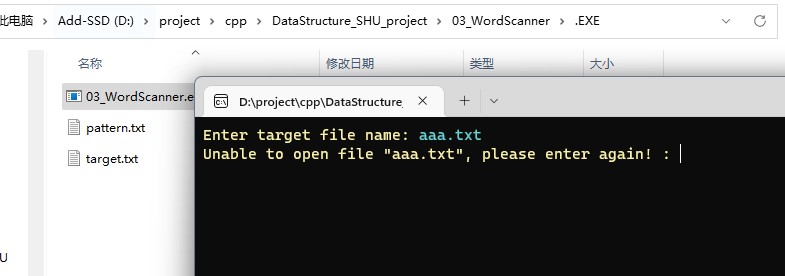 此电脑 > Add-SSD (D:) > project > cpp > DataStructure_SHU_project > 03_WordScanner > .EXE
名称 修改日期 类型 大小
03_WordScanner.e
D:\project\cpp\DataStructure_
pattern.txt
Enter target file name: aaa.txt
target.txt
Unable to open file "aaa.txt", please enter again! :
U